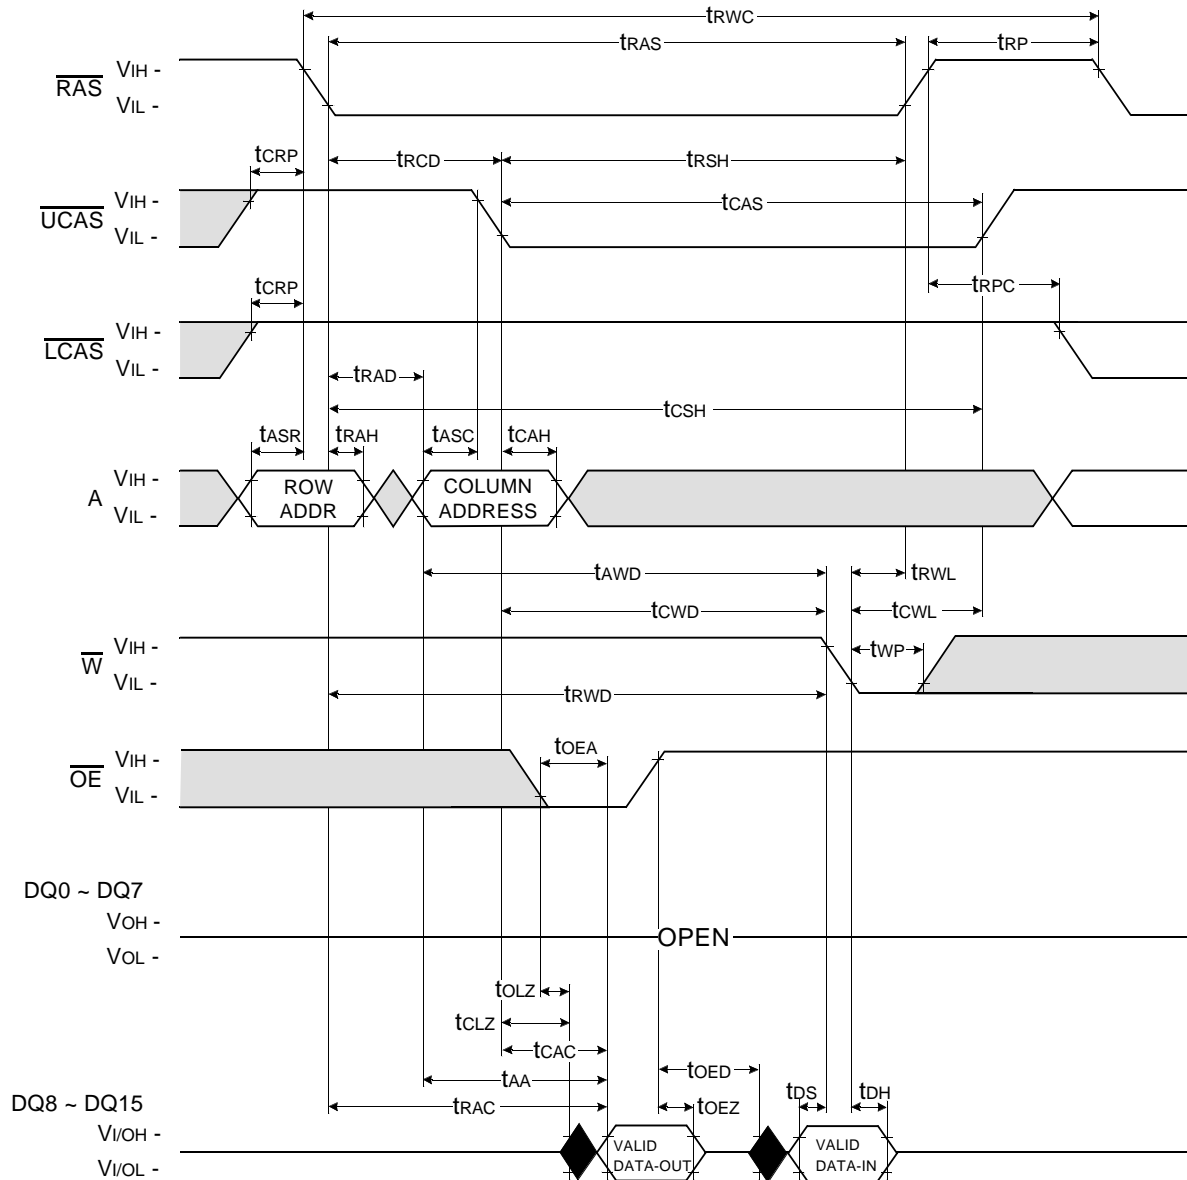 tRWC
tRAS
tRP
RAS
VIH -
VIL -
tCRP
tRCD
tRSH
UCAS
VIH -
VIL -
tCAS
tCRP
tRPC
LCAS
VIH -
VIL -
tRAD
tCSH
tASR
tRAH
tASC
tCAH
A
VIH -
VIL -
ROW
ADDR
COLUMN
ADDRESS
tAWD
tRWL
tCWD
tCWL
W
VIH -
VIL -
tWP
tRWD
OE
VIH -
VIL -
tOEA
DQ0 ~ DQ7
VOH -
VOL -
OPEN
tOLZ
tCLZ
tCAC
tAA
tOED
tRAC
tOEZ
tDS
tDH
DQ8 ~ DQ15
VI/OH -
VI/OL -
VALID
DATA-OUT
VALID
DATA-IN